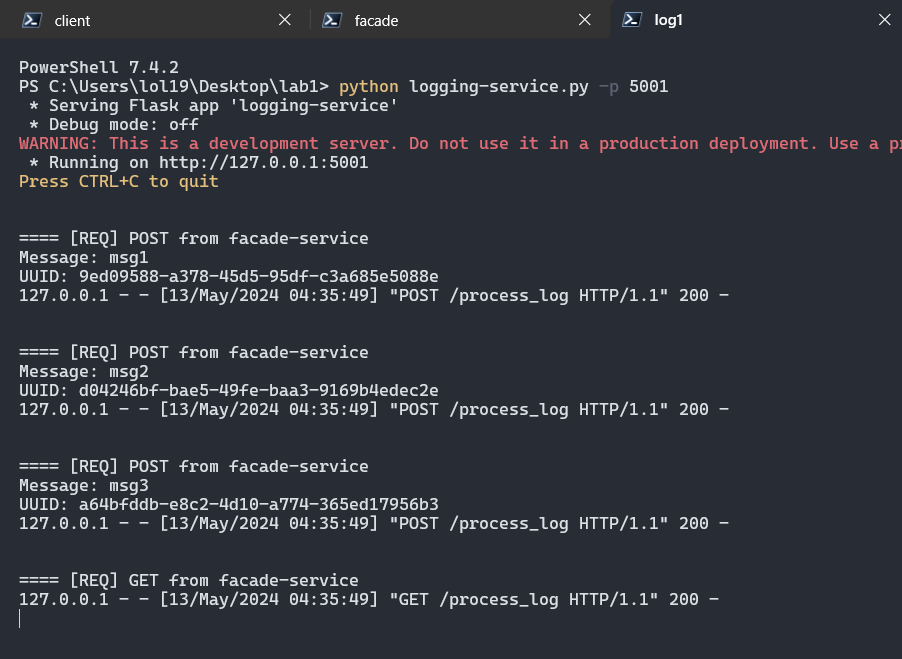 client
facade
log1
PowerShell 7.4.2
PS C:\Users\lol19\Desktop\lab1> python logging-service.py -p 5001
 * Serving Flask app 'logging-service'
 * Debug mode: off
WARNING: This is a development server. Do not use it in a production deployment. Use a
 * Running on http://127.0.0.1:5001
Press CTRL+C to quit
==== [REQ] POST from facade-service
Message: msg1
UUID: 9ed09588-a378-45d5-95df-c3a685e5088e
127.0.0.1 - - [13/May/2024 04:35:49] "POST /process_log HTTP/1.1" 200 -
==== [REQ] POST from facade-service
Message: msg2
UUID: d04246bf-bae5-49fe-baa3-9169b4edec2e
127.0.0.1 - - [13/May/2024 04:35:49] "POST /process_log HTTP/1.1" 200 -
==== [REQ] POST from facade-service
Message: msg3
UUID: a64bfddb-e8c2-4d10-a774-365ed17956b3
127.0.0.1 - - [13/May/2024 04:35:49] "POST /process_log HTTP/1.1" 200 -
==== [REQ] GET from facade-service
127.0.0.1 - - [13/May/2024 04:35:49] "GET /process_log HTTP/1.1" 200 -